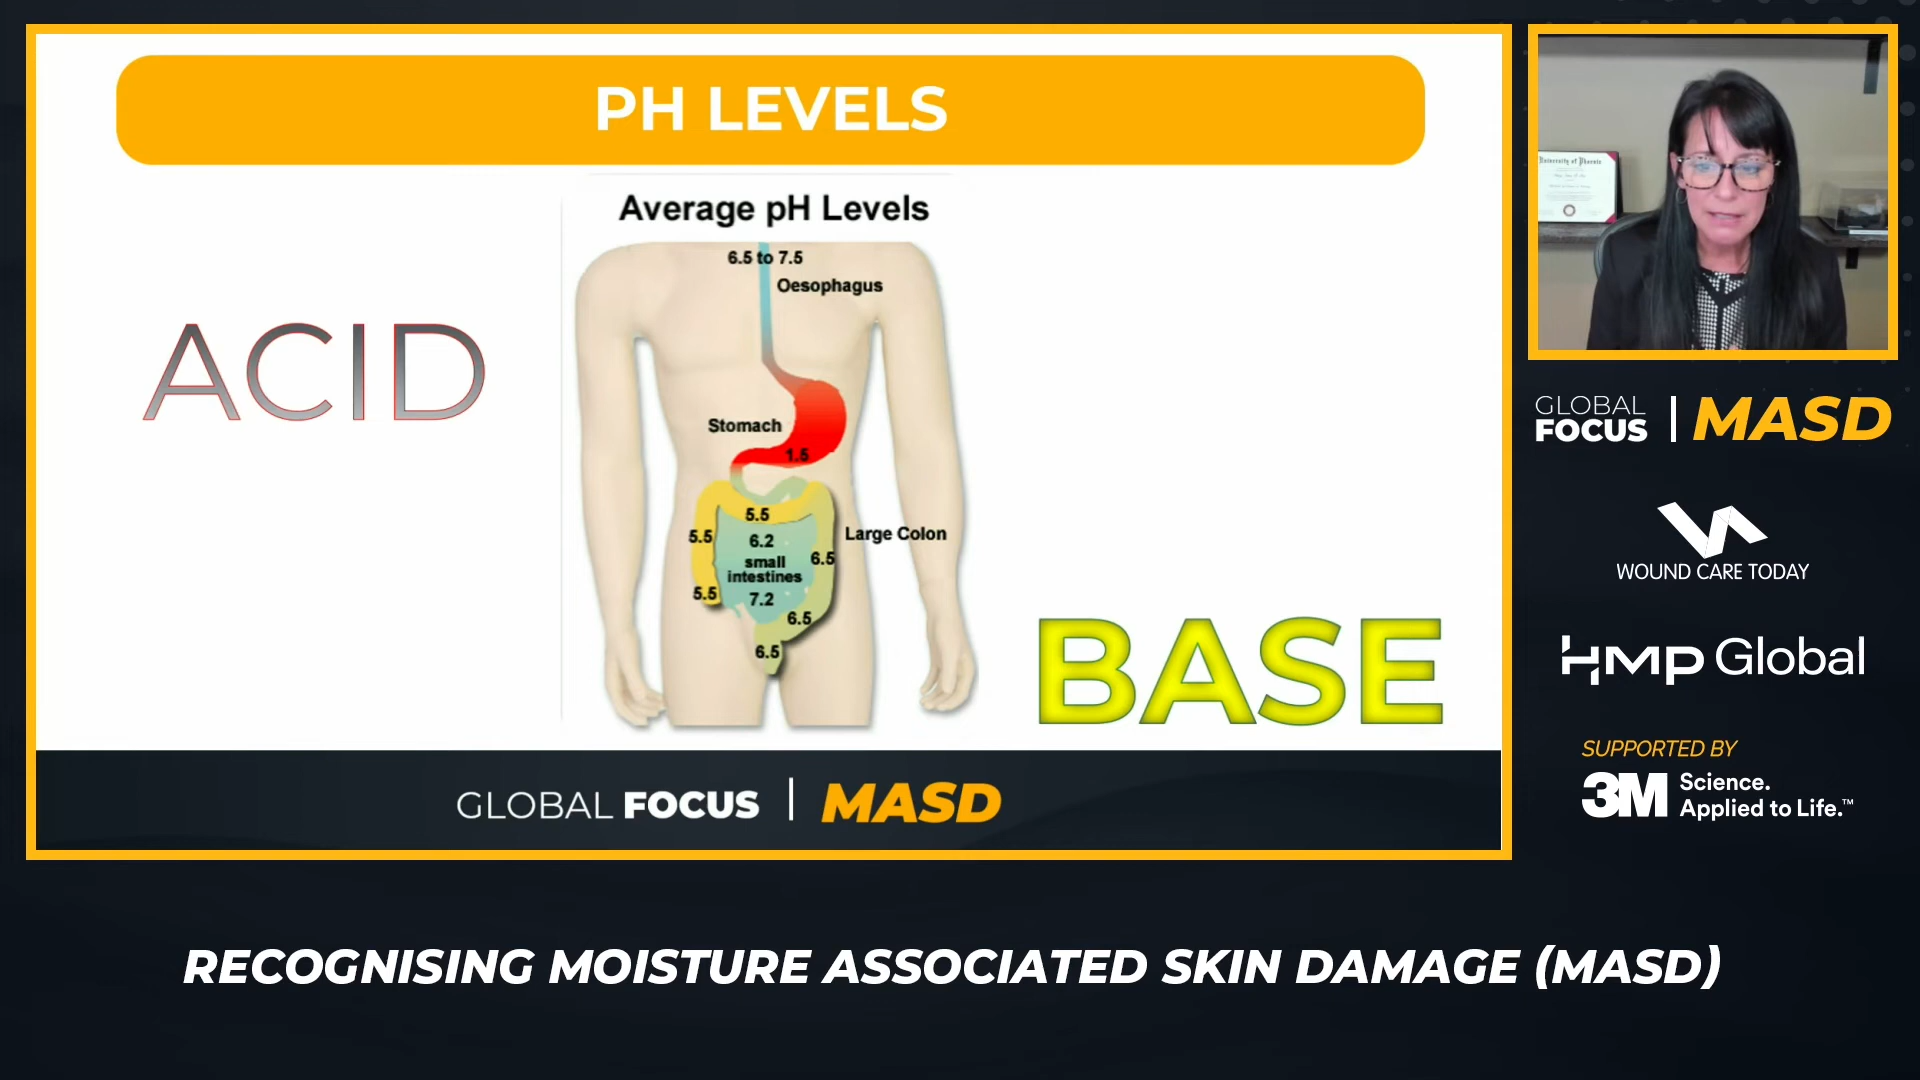 PH LEVELS
Average pH Levels
6.5 to 7.5
Oesophagus
ACID
Stomach
1.5
5.5
5.5
6.2
Large Colon
6.5
small
intestines
5.5
7.2
6.5
6.5
BASE
GLOBAL FOCUS | MASD
University of Phoenix
GLOBAL
FOCUS | MASD
WOUND CARE TODAY
HMP Global
SUPPORTED BY
3M Science.
Applied to Life.™
RECOGNISING MOISTURE ASSOCIATED SKIN DAMAGE (MASD)